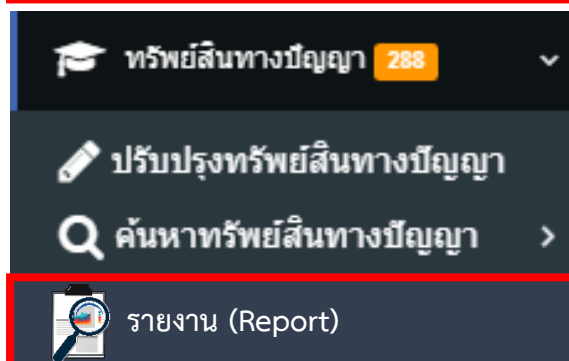 ทรัพย์สินทางปัญญา 288
ปรับปรุงทรัพย์สินทางปัญญา
ค้นหาทรัพย์สินทางปัญญา
รายงาน (Report)